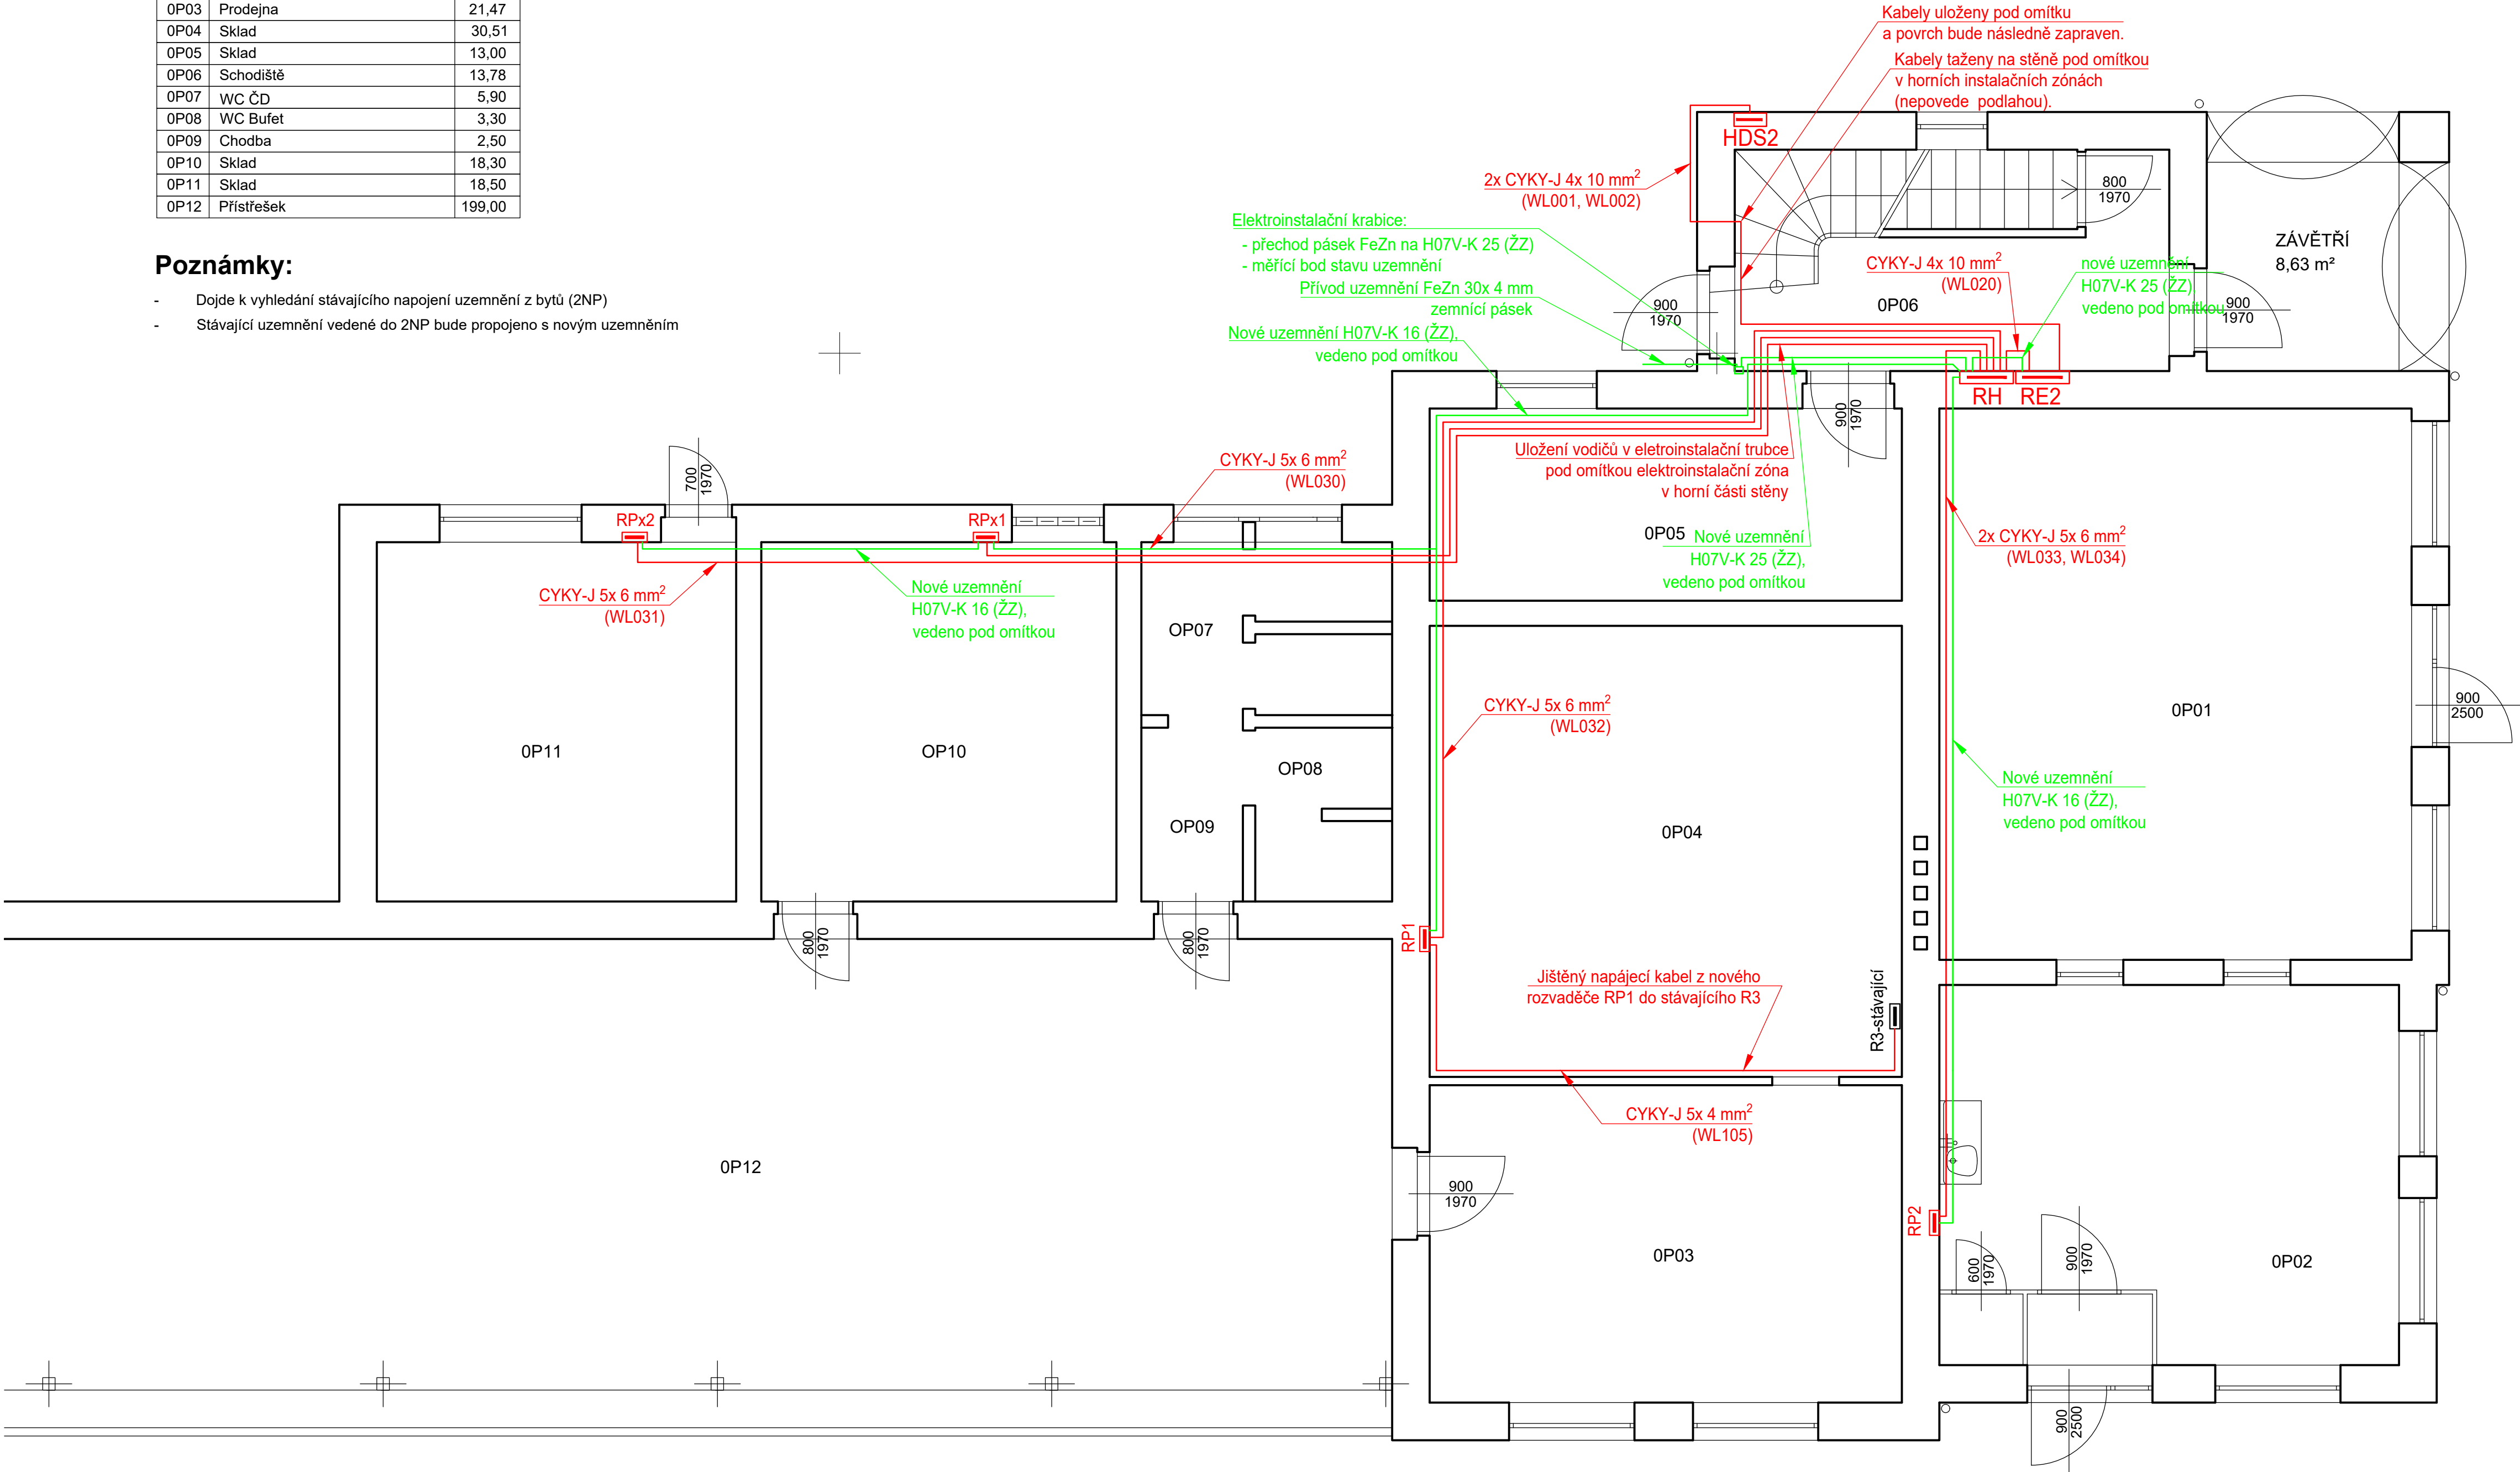 0P03 Prodejna 21,47
0P04 Sklad 30,51
0P05 Sklad 13,00
0P06 Schodiště 13,78
0P07 WC ČD 5,90
0P08 WC Bufet 3,30
0P09 Chodba 2,50
0P10 Sklad 18,30
0P11 Sklad 18,50
0P12 Přístřešek 199,00
Poznámky:
- Dojde k vyhledání stávajícího napojení uzemnění z bytů (2NP)
- Stávající uzemnění vedené do 2NP bude propojeno s novým uzemněním
Kabely uloženy pod omítku
a povrch bude následně zapraven.
Kabely taženy na stěně pod omítkou
v horních instalačních zónách
(nepovede podlahou).
HDS2
2x CYKY-J 4x 10 mm²
(WL001, WL002)
800
1970
Elektroinstalační krabice:
- přechod pásek FeZn na H07V-K 25 (ŽZ)
- měřící bod stavu uzemnění
Přívod uzemnění FeZn 30x 4 mm
zemnící pásek
Nové uzemnění H07V-K 16 (ŽZ),
vedeno pod omítkou
900
1970
CYKY-J 4x 10 mm²
(WL020)
0P06
nové uzemnění
H07V-K 25 (ŽZ),
vedeno pod omítkou
900
1970
ZÁVĚTŘÍ
8,63 m²
RH
RE2
900
1970
Uložení vodičů v eletroinstalační trubce
pod omítkou elektroinstalační zóna
v horní části stěny
0P05
Nové uzemnění
H07V-K 25 (ŽZ),
vedeno pod omítkou
2x CYKY-J 5x 6 mm²
(WL033, WL034)
700
1970
CYKY-J 5x 6 mm²
(WL030)
RPx2
RPx1
CYKY-J 5x 6 mm²
(WL031)
Nové uzemnění
H07V-K 16 (ŽZ),
vedeno pod omítkou
OP07
CYKY-J 5x 6 mm²
(WL032)
0P01
900
2500
0P11
OP10
OP08
OP09
0P04
Nové uzemnění
H07V-K 16 (ŽZ),
vedeno pod omítkou
800
1970
800
1970
RP1
Jištěný napájecí kabel z nového
rozvaděče RP1 do stávajícího R3
R3-stávající
CYKY-J 5x 4 mm²
(WL105)
0P12
900
1970
0P03
RP2
600
1970
900
1970
0P02
900
2500